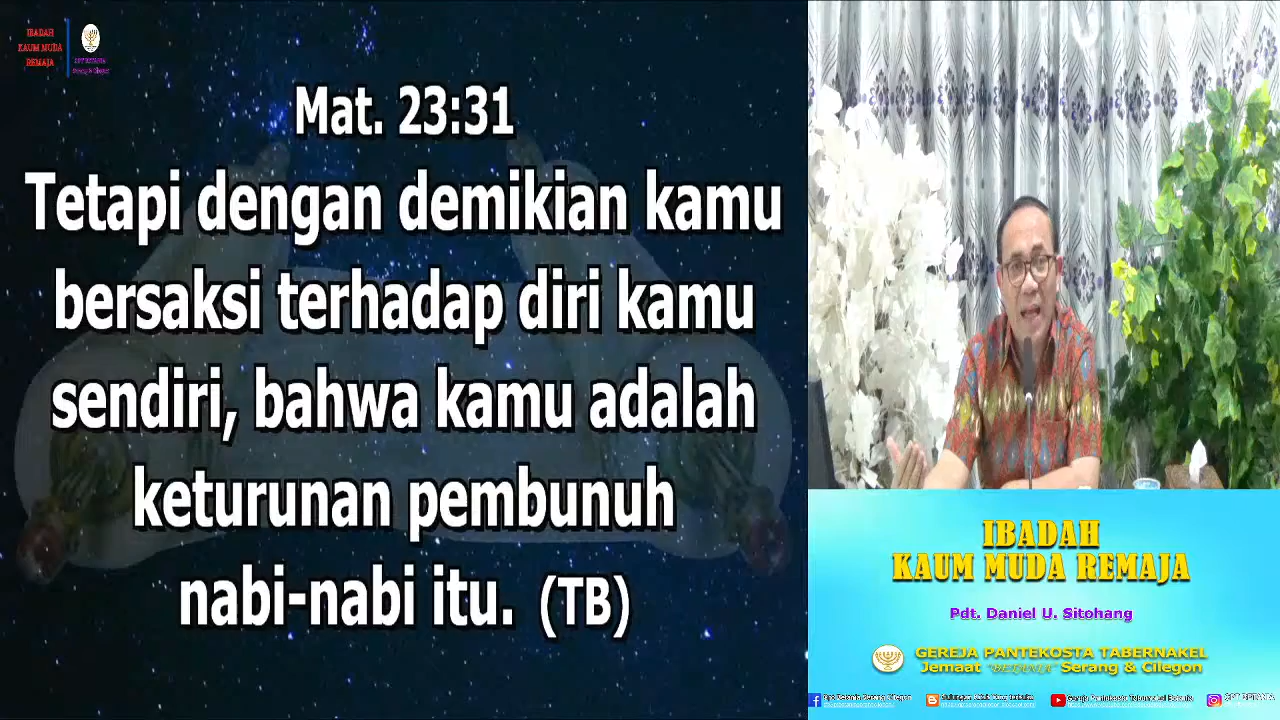 IBADAH
KAUM MUDA
REMAJA
Mat. 23:31
Tetapi dengan demikian kamu
bersaksi terhadap diri kamu
sendiri, bahwa kamu adalah
keturunan pembunuh
nabi-nabi itu. (TB)
IBADAH
KAUM MUDA REMAJA
Pdt. Daniel U. Sitohang
GEREJA PANTEKOSTA TABERNAKEL
Jemaat "BETANIA" Serang & Cilegon